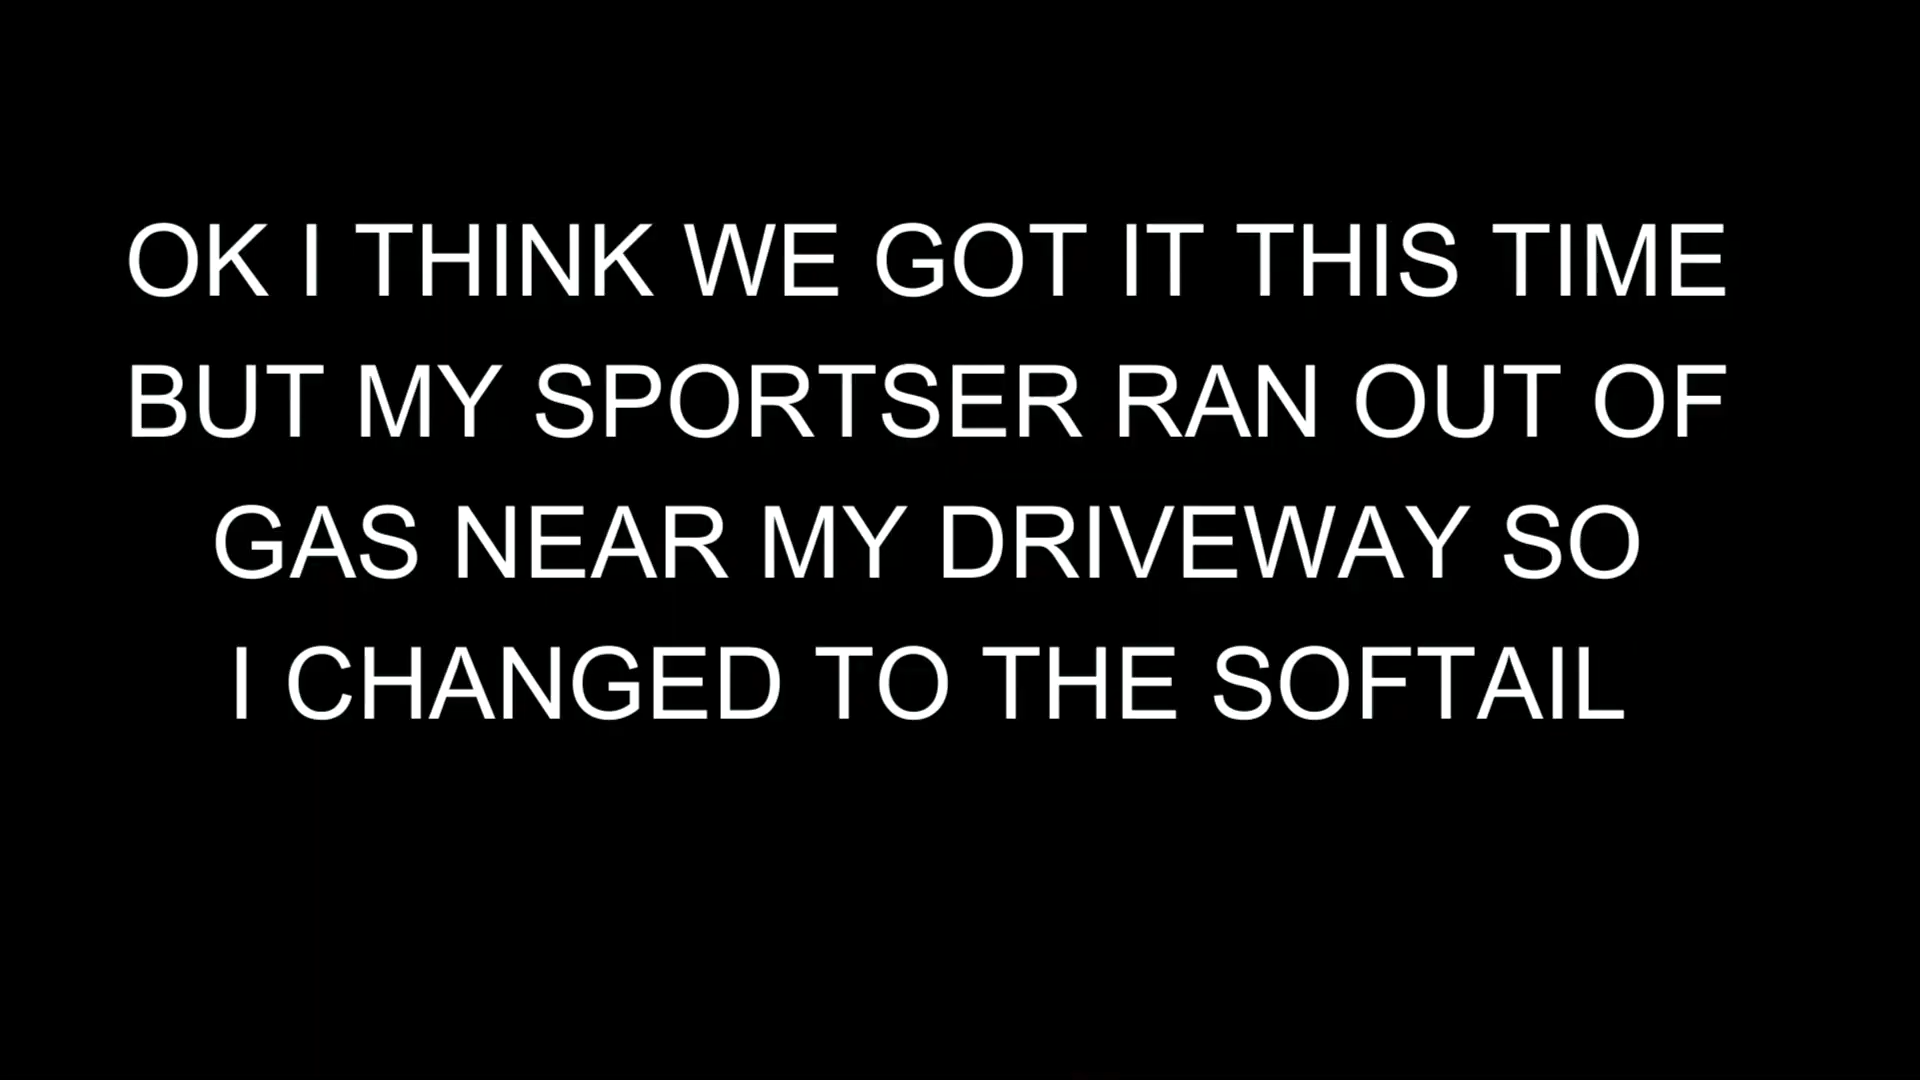 OK I THINK WE GOT IT THIS TIME
BUT MY SPORTSER RAN OUT OF
GAS NEAR MY DRIVEWAY SO
I CHANGED TO THE SOFTAIL